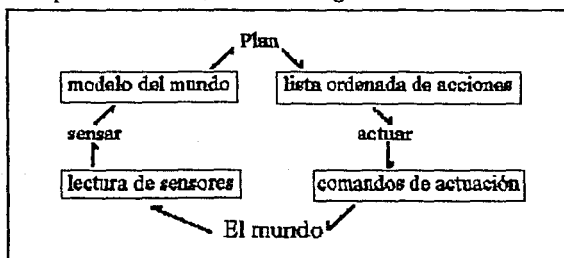 Plan
modelo del mundo
lista ordenada de acciones
sensar
actuar
lectura de sensores
comandos de actuación
El mundo